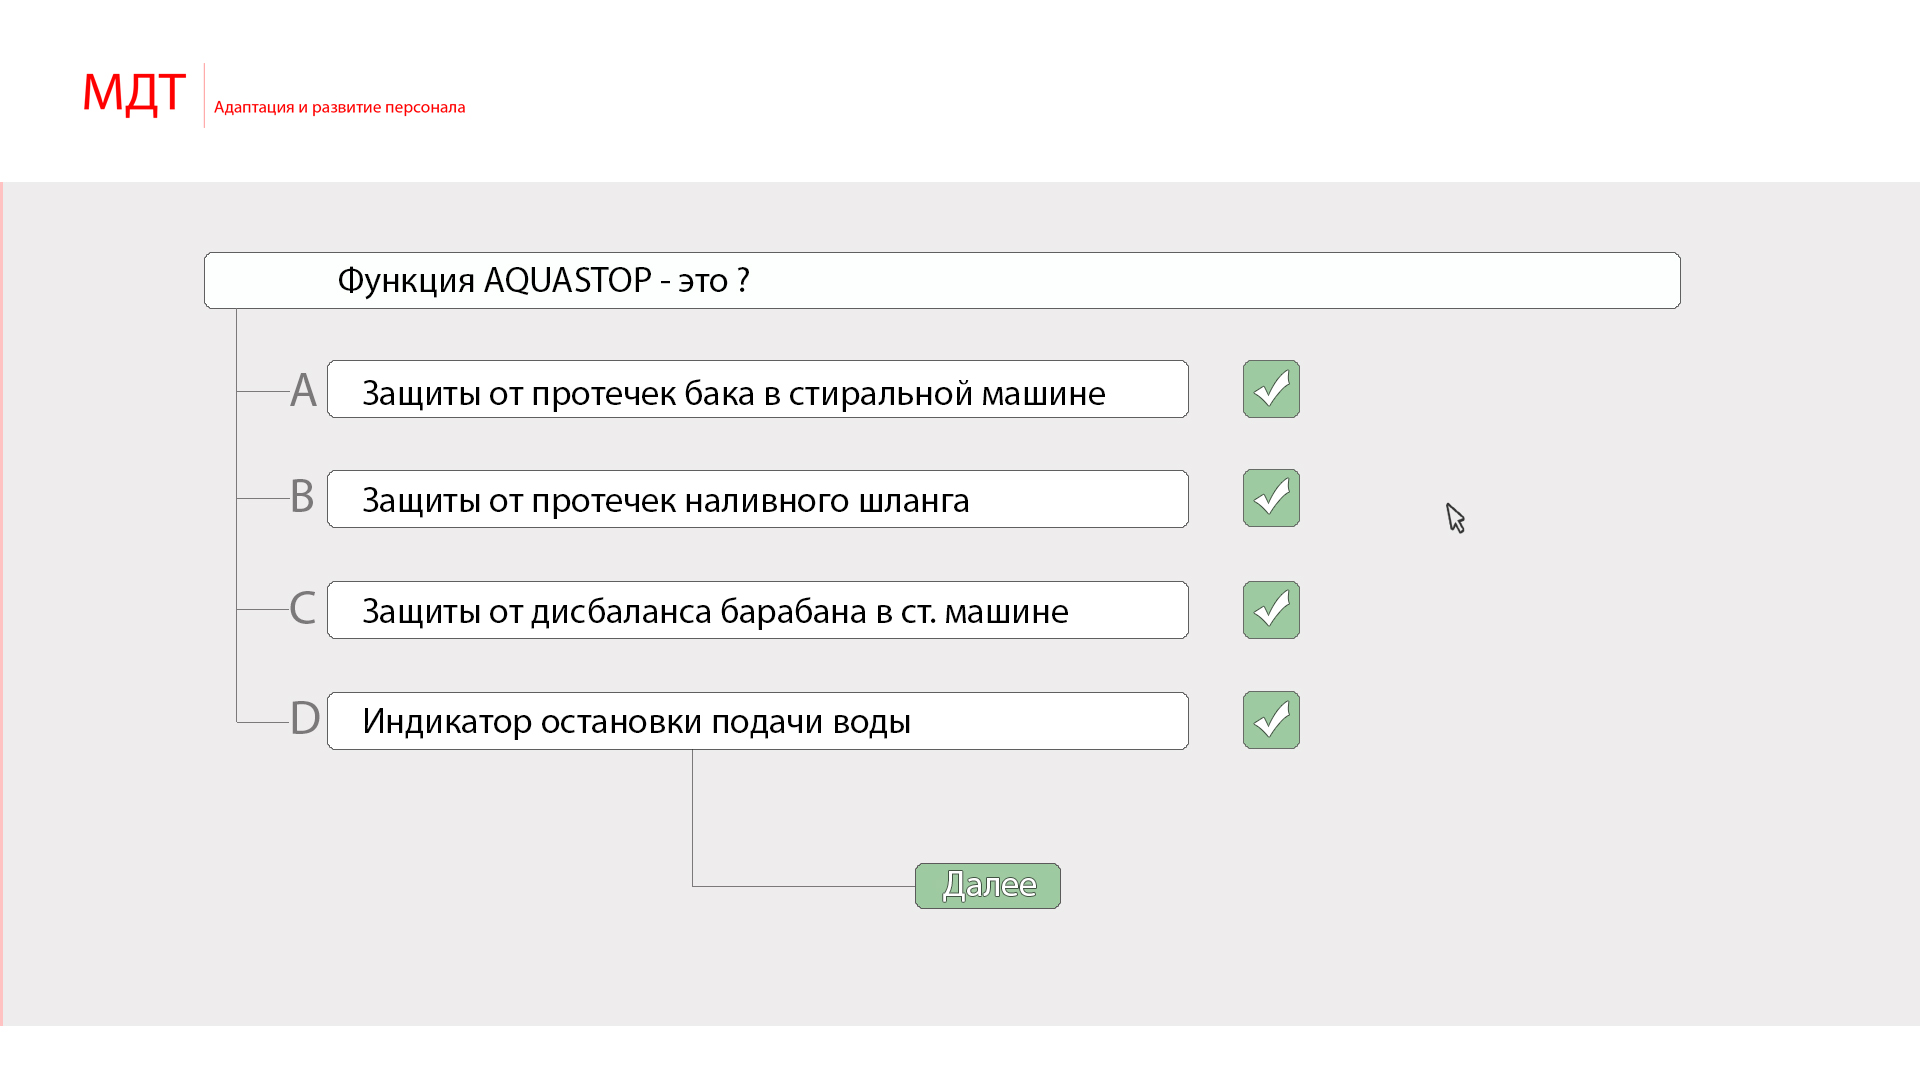 МДТ
Адаптация и развитие персонала
Функция AQUASTOP - это ?
A Защиты от протечек бака в стиральной машине
B Защиты от протечек наливного шланга
C Защиты от дисбаланса барабана в ст. машине
D Индикатор остановки подачи воды
Далее